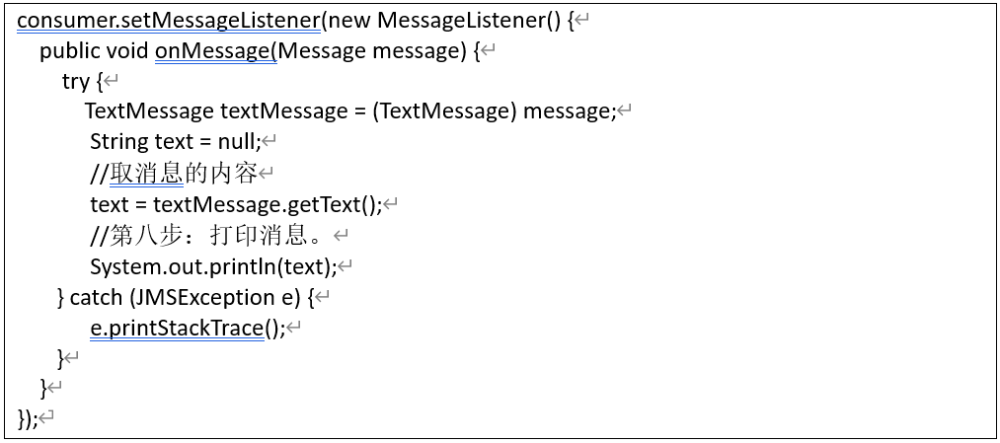 consumer.setMessageListener(new MessageListener() {↵
public void onMessage(Message message) {↵
try {↵
TextMessage textMessage = (TextMessage) message;↵
String text = null;↵
//取消息的内容↵
text = textMessage.getText();↵
//第八步：打印消息。↵
System.out.println(text);↵
} catch (JMSException e) {↵
e.printStackTrace();↵
}↵
}↵
});↵